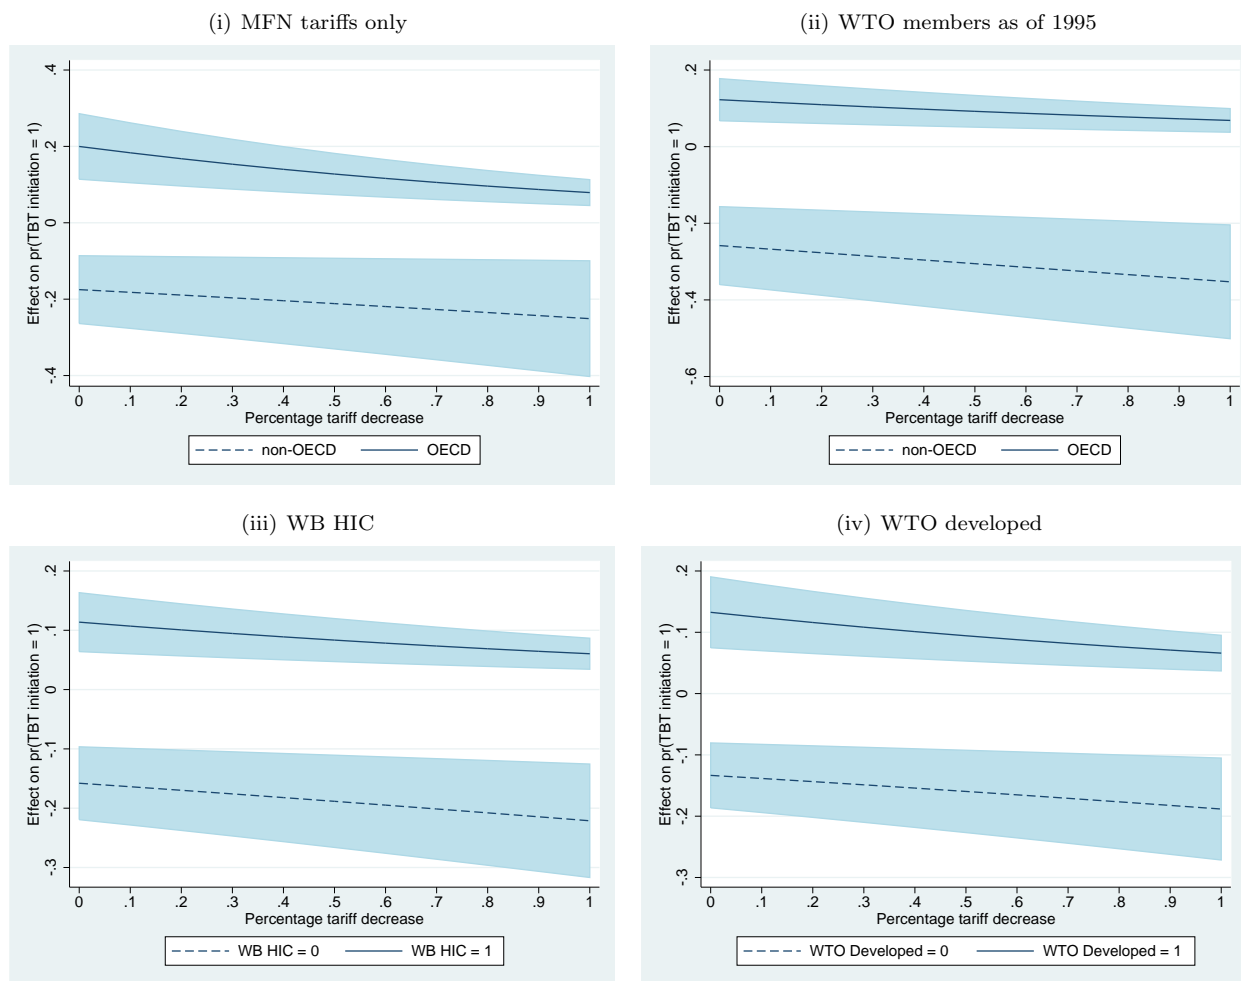 (i) MFN tariffs only
Effect on pr(TBT initiation = 1)
.4
.2
0
-.2
-.4
0 .1 .2 .3 .4 .5 .6 .7 .8 .9 1
Percentage tariff decrease
non-OECD OECD
(ii) WTO members as of 1995
Effect on pr(TBT initiation = 1)
.2
0
-.2
-.4
-.6
0 .1 .2 .3 .4 .5 .6 .7 .8 .9 1
Percentage tariff decrease
non-OECD OECD
(iii) WB HIC
Effect on pr(TBT initiation = 1)
.2
.1
0
-.1
-.2
-.3
0 .1 .2 .3 .4 .5 .6 .7 .8 .9 1
Percentage tariff decrease
WB HIC = 0 WB HIC = 1
(iv) WTO developed
Effect on pr(TBT initiation = 1)
.2
.1
0
-.1
-.2
-.3
0 .1 .2 .3 .4 .5 .6 .7 .8 .9 1
Percentage tariff decrease
WTO Developed = 0 WTO Developed = 1